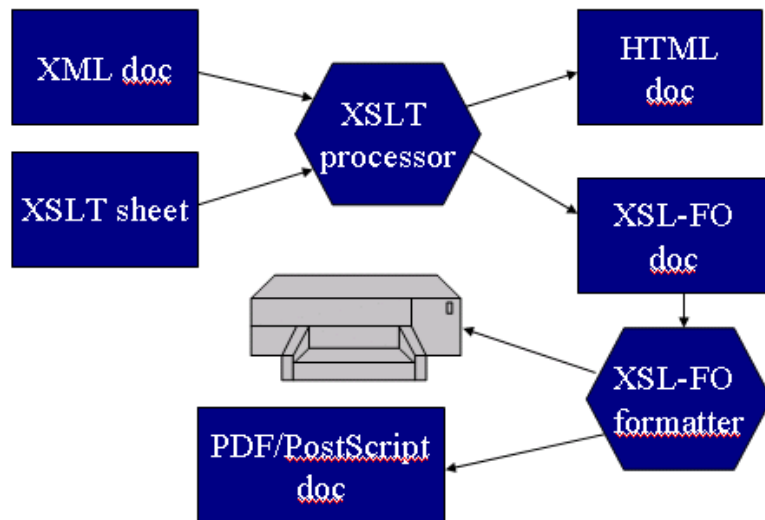 XML doc
XSLT sheet
XSLT
processor
HTML
doc
XSL-FO
doc
XSL-FO
formatter
PDF/PostScript
doc